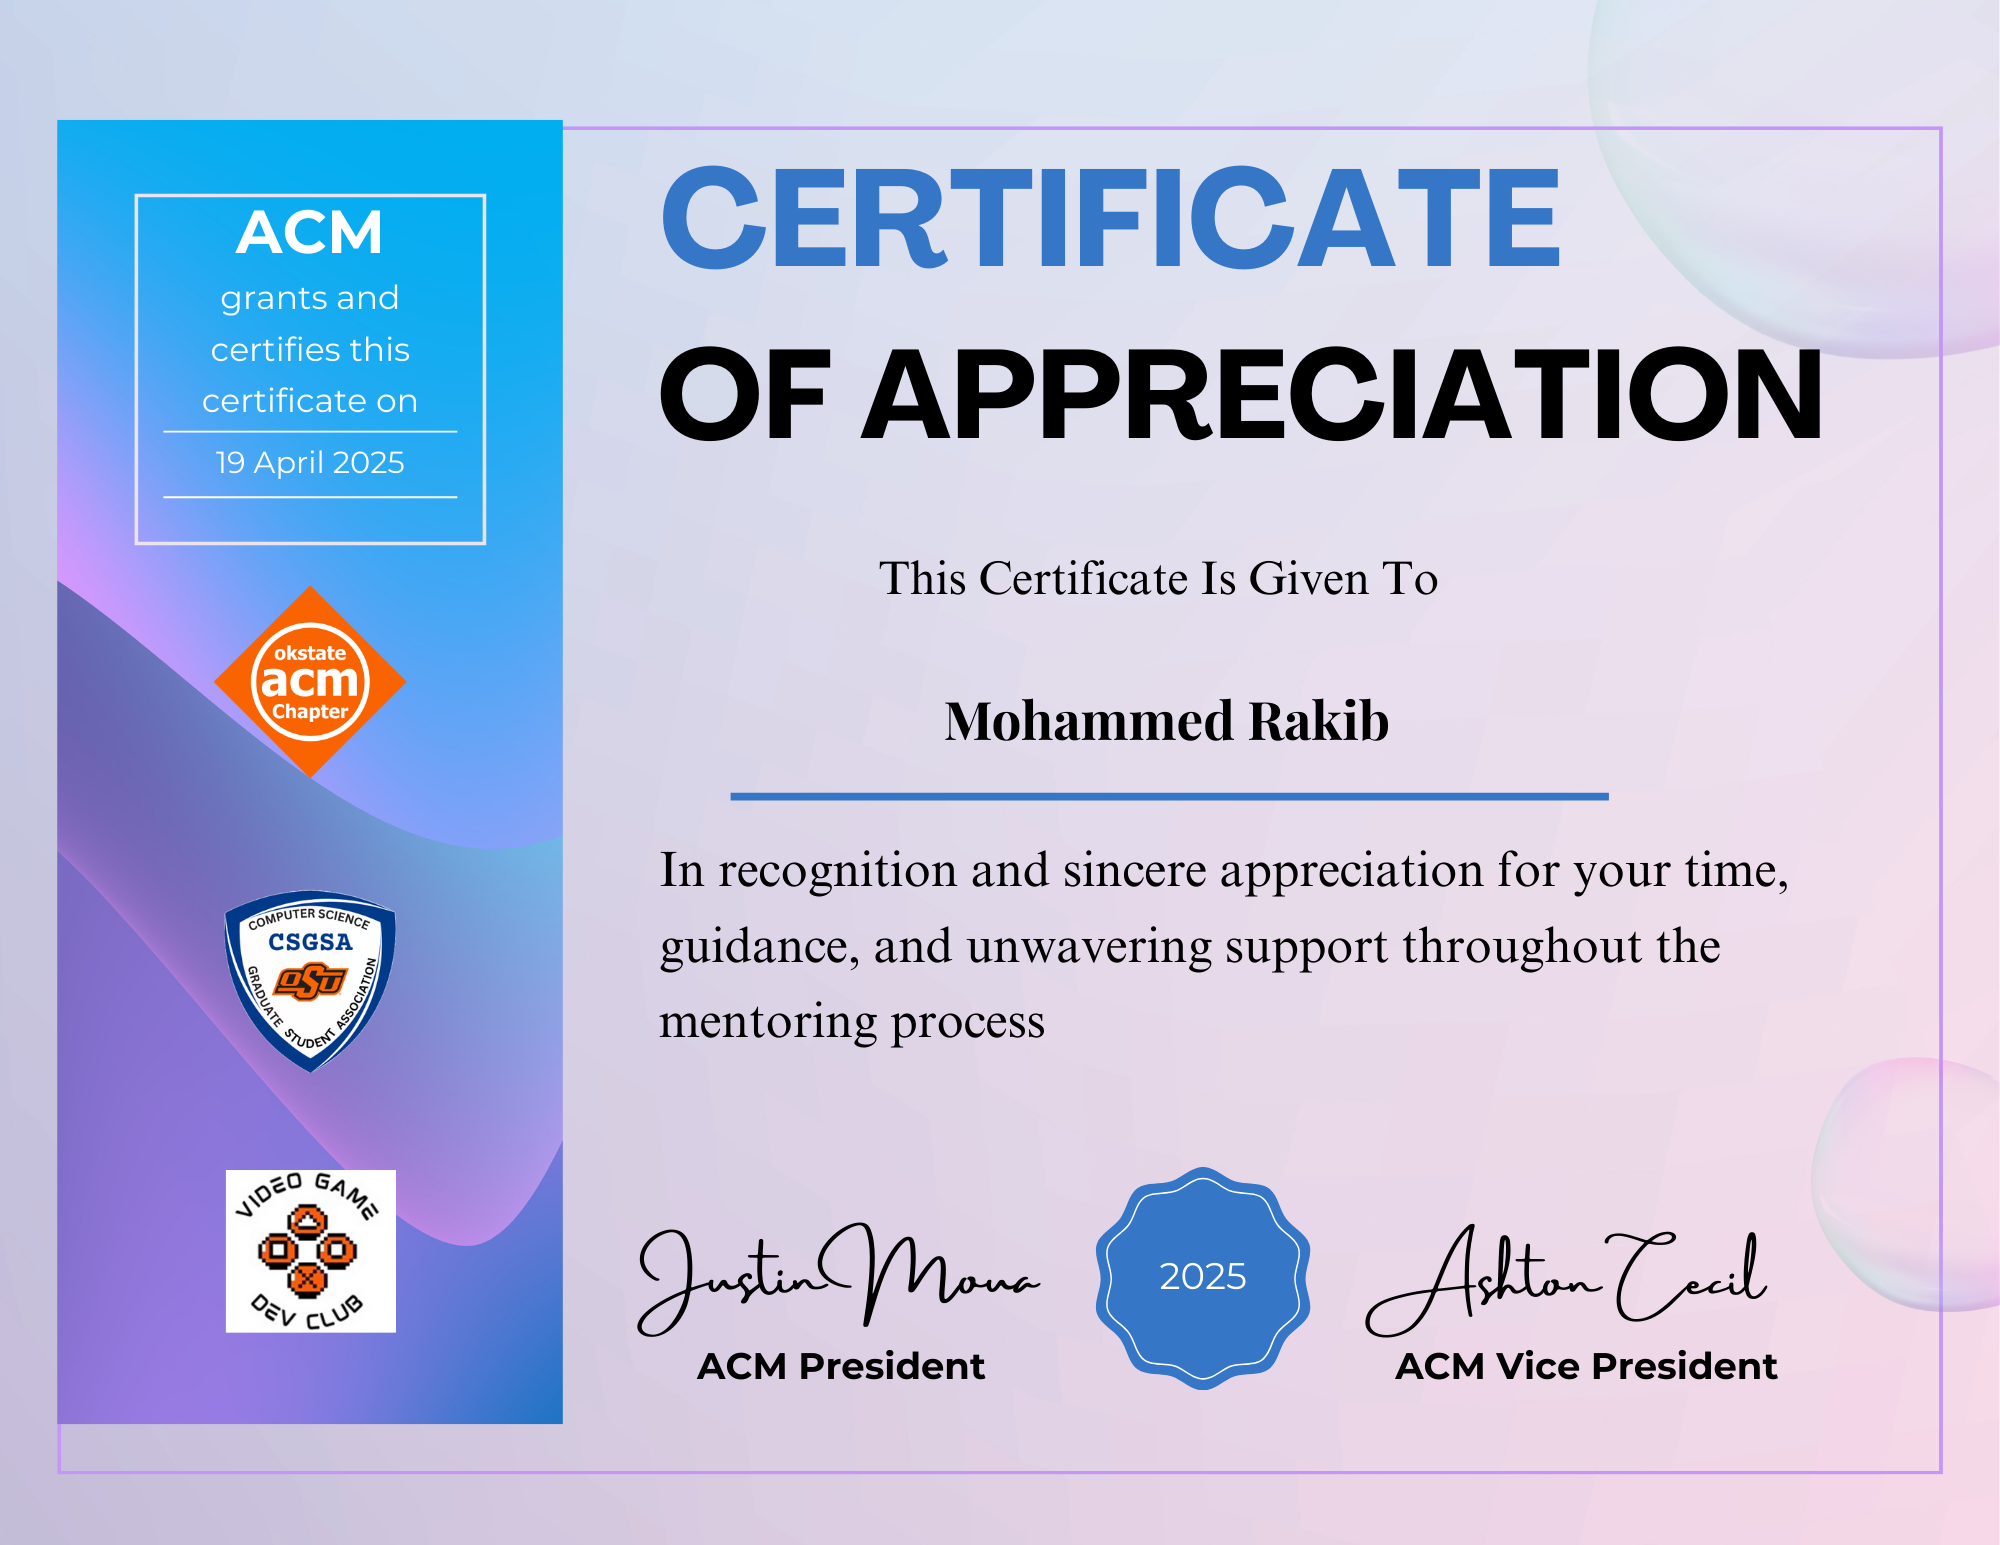 ACM
grants and
certifies this
certificate on
19 April 2025
okstate
acm
Chapter
COMPUTER SCIENCE
CSGSA
OSU
GRADUATE STUDENT ASSOCIATION
VIDEO GAME
DEV CLUB
CERTIFICATE
OF APPRECIATION
This Certificate Is Given To
Mohammed Rakib
In recognition and sincere appreciation for your time,
guidance, and unwavering support throughout the
mentoring process
Justin Moua
ACM President
2025
Ashton Cecil
ACM Vice President